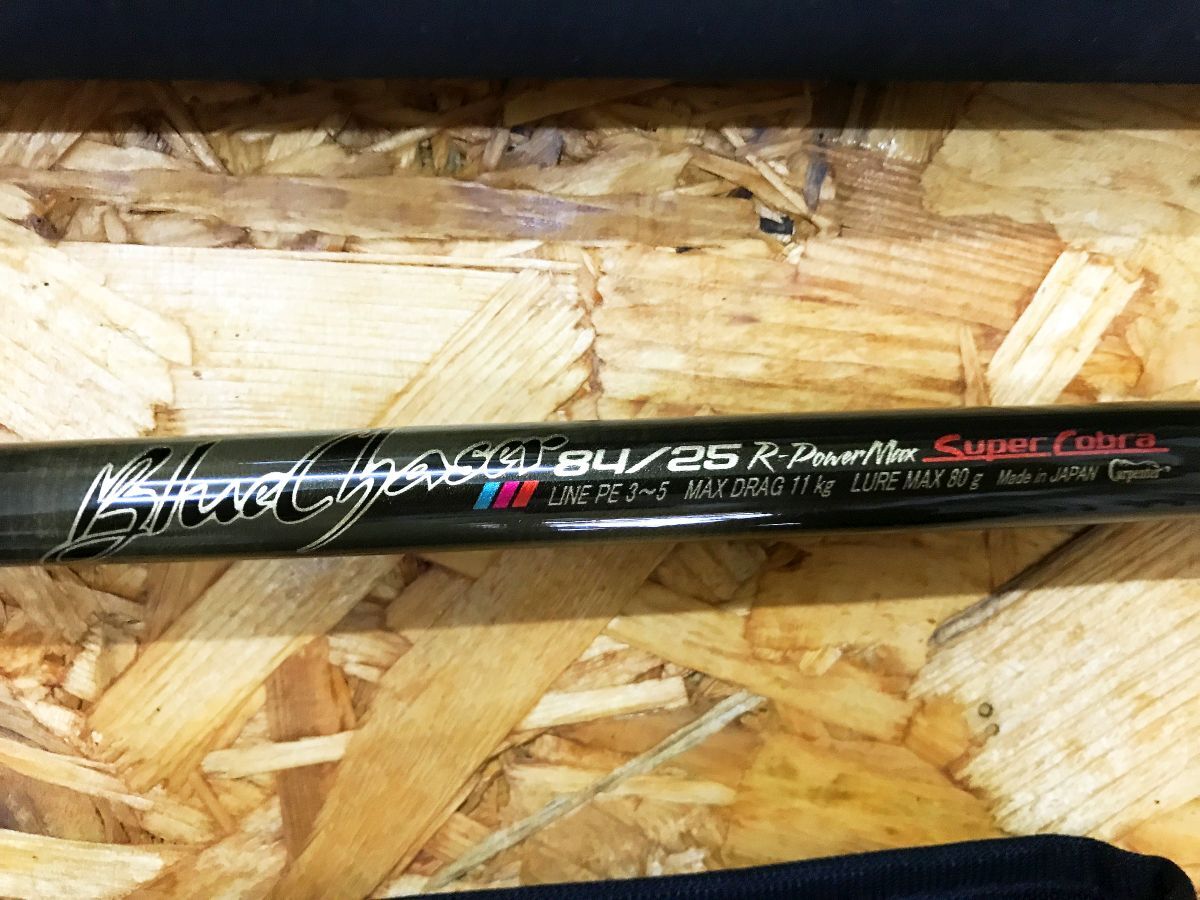 BlueChaser 84/25 R-PowerMax Super Cobra
LINE PE 3~5 MAX DRAG 11 kg LURE MAX 80 g Made in JAPAN Carpenter